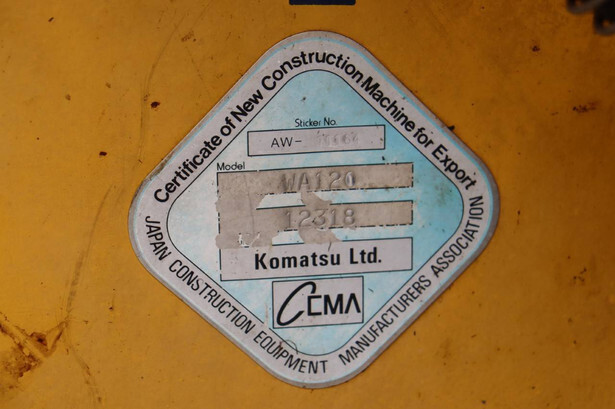 Certificate of New Construction Machine for Export
Sticker No.
AW-
Model
WA120
12318
Komatsu Ltd.
CEMA
JAPAN CONSTRUCTION EQUIPMENT MANUFACTURERS ASSOCIATION